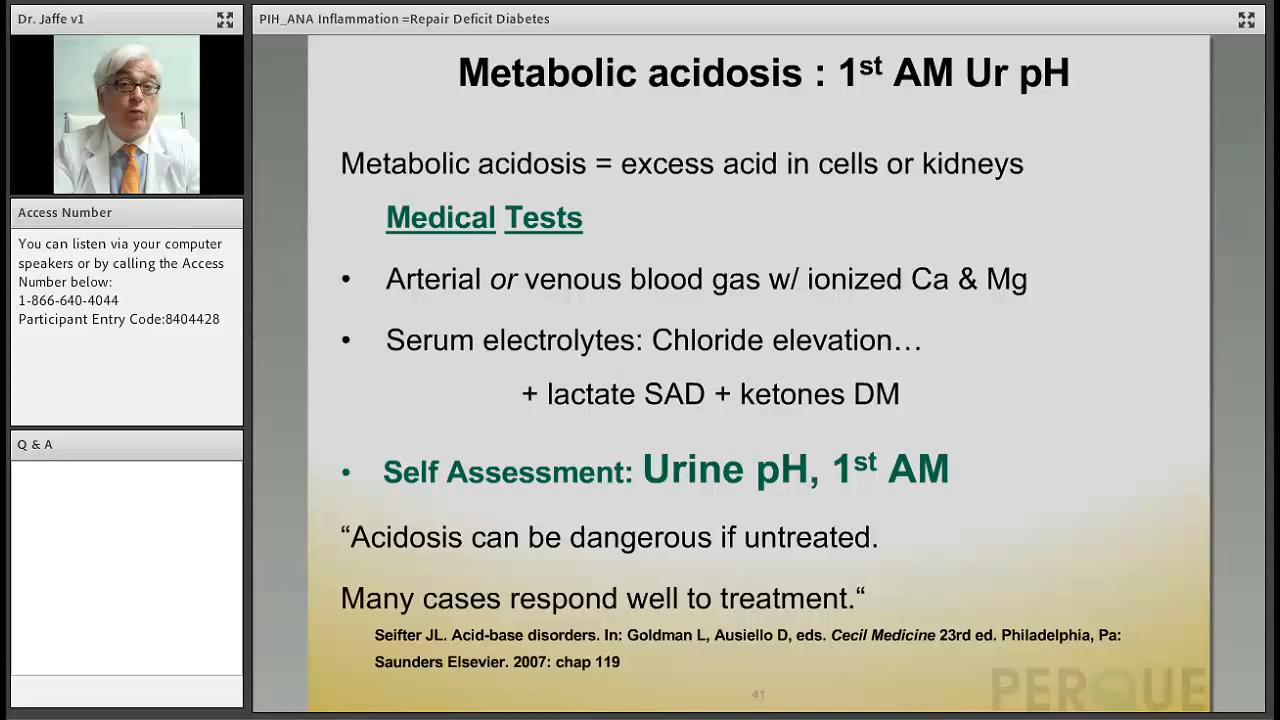 Dr. Jaffe v1
Access Number
You can listen via your computer
speakers or by calling the Access
Number below:
1-866-640-4044
Participant Entry Code:8404428
Q & A
PIH_ANA Inflammation =Repair Deficit Diabetes
Metabolic acidosis : 1st AM Ur pH
Metabolic acidosis = excess acid in cells or kidneys
Medical Tests
• Arterial or venous blood gas w/ ionized Ca & Mg
• Serum electrolytes: Chloride elevation…
+ lactate SAD + ketones DM
• Self Assessment: Urine pH, 1st AM
“Acidosis can be dangerous if untreated.
Many cases respond well to treatment.“
Seifter JL. Acid-base disorders. In: Goldman L, Ausiello D, eds. Cecil Medicine 23rd ed. Philadelphia, Pa:
Saunders Elsevier. 2007: chap 119
41
PERQUE